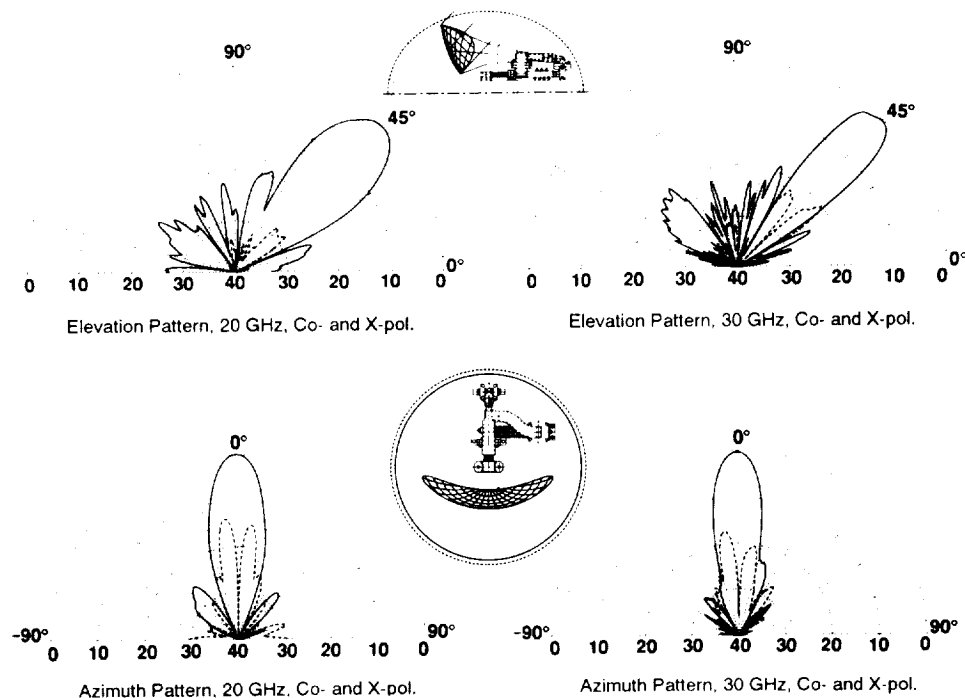 90°
45°
0°
0 10 20 30 40 30 20 10 0
Elevation Pattern, 20 GHz, Co- and X-pol.
90°
45°
0°
0 10 20 30 40 30 20 10 0
Elevation Pattern, 30 GHz, Co- and X-pol.
0°
-90°
90°
0 10 20 30 40 30 20 10 0
Azimuth Pattern, 20 GHz, Co- and X-pol.
0°
-90°
90°
0 10 20 30 40 30 20 10 0
Azimuth Pattern, 30 GHz, Co- and X-pol.